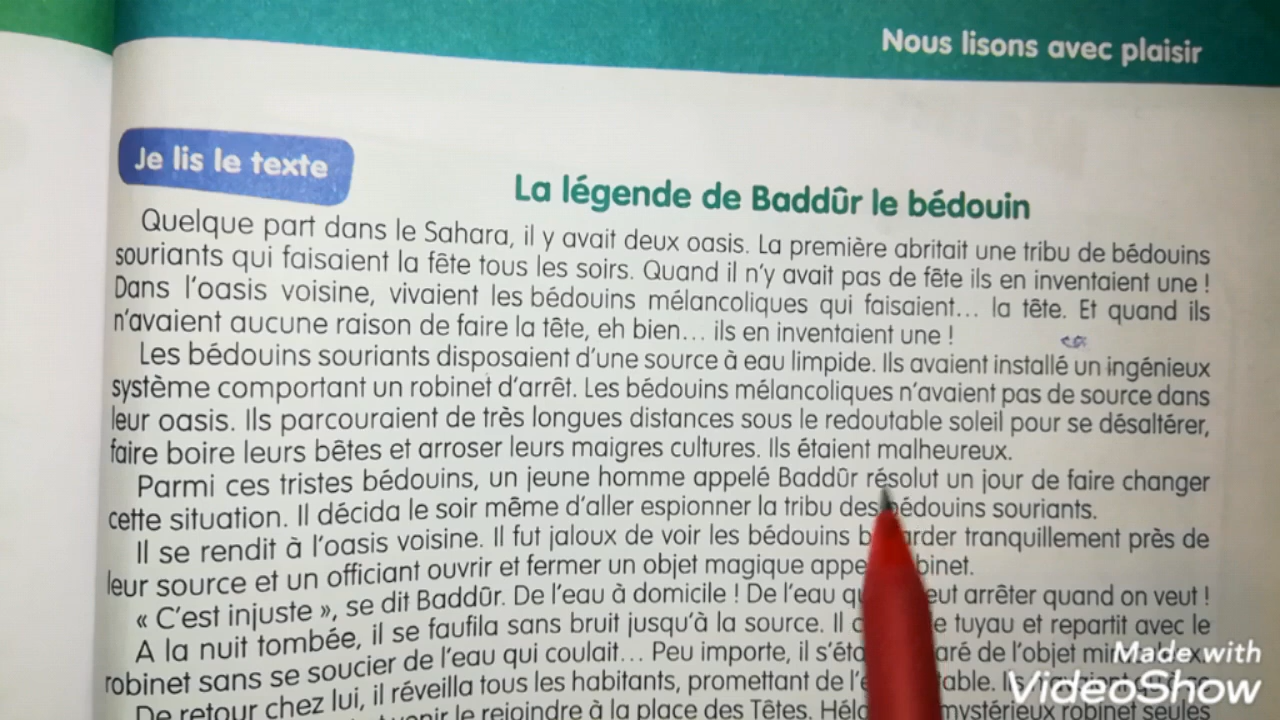 Nous lisons avec plaisir
Je lis le texte
La légende de Baddûr le bédouin
Quelque part dans le Sahara, il y avait deux oasis. La première abritait une tribu de bédouins
souriants qui faisaient la fête tous les soirs. Quand il n'y avait pas de fête ils en inventaient une !
Dans l'oasis voisine, vivaient les bédouins mélancoliques qui faisaient... la tête. Et quand ils
n'avaient aucune raison de faire la tête, eh bien... ils en inventaient une !
Les bédouins souriants disposaient d'une source à eau limpide. Ils avaient installé un ingénieux
système comportant un robinet d'arrêt. Les bédouins mélancoliques n'avaient pas de source dans
leur oasis. Ils parcouraient de très longues distances sous le redoutable soleil pour se désaltérer,
faire boire leurs bêtes et arroser leurs maigres cultures. Ils étaient malheureux.
Parmi ces tristes bédouins, un jeune homme appelé Baddûr résolut un jour de faire changer
cette situation. Il décida le soir même d'aller espionner la tribu des bédouins souriants.
Il se rendit à l'oasis voisine. Il fut jaloux de voir les bédouins tranquillement près de
leur source et un officiant ouvrir et fermer un objet magique
« C'est injuste », se dit Baddûr. De l'eau à domicile ! De l'eau arrêter quand on veut !
A la nuit tombée, il se faufila sans bruit jusqu'à la source. Il tuyau et repartit avec le
robinet sans se soucier de l'eau qui coulait... Peu importe, il de l'objet
De retour chez lui, il réveilla tous les habitants, promettant de
le rejoindre à la place des Têtes. mystérieux robinet seules
Made with
VideoShow